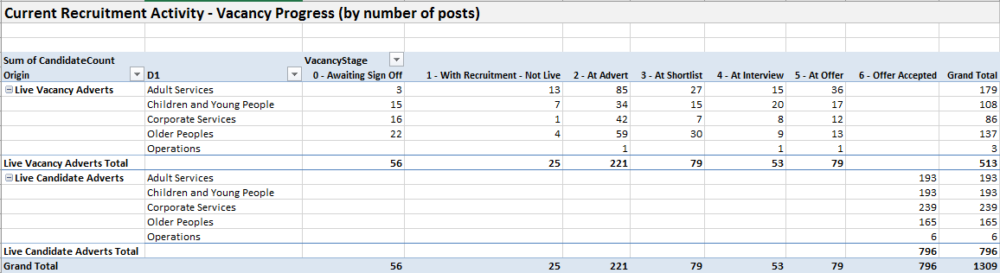 Current Recruitment Activity - Vacancy Progress (by number of posts)
Sum of CandidateCount VacancyStage
Origin D1 0 - Awaiting Sign Off 1 - With Recruitment - Not Live 2 - At Advert 3 - At Shortlist 4 - At Interview 5 - At Offer 6 - Offer Accepted Grand Total
Live Vacancy Adverts Adult Services 3 13 85 27 15 36 179
Children and Young People 15 7 34 15 20 17 108
Corporate Services 16 1 42 7 8 12 86
Older Peoples 22 4 59 30 9 13 137
Operations 1 1 1 3
Live Vacancy Adverts Total 56 25 221 79 53 79 513
Live Candidate Adverts Adult Services 193 193
Children and Young People 193 193
Corporate Services 239 239
Older Peoples 165 165
Operations 6 6
Live Candidate Adverts Total 796 796
Grand Total 56 25 221 79 53 79 796 1309